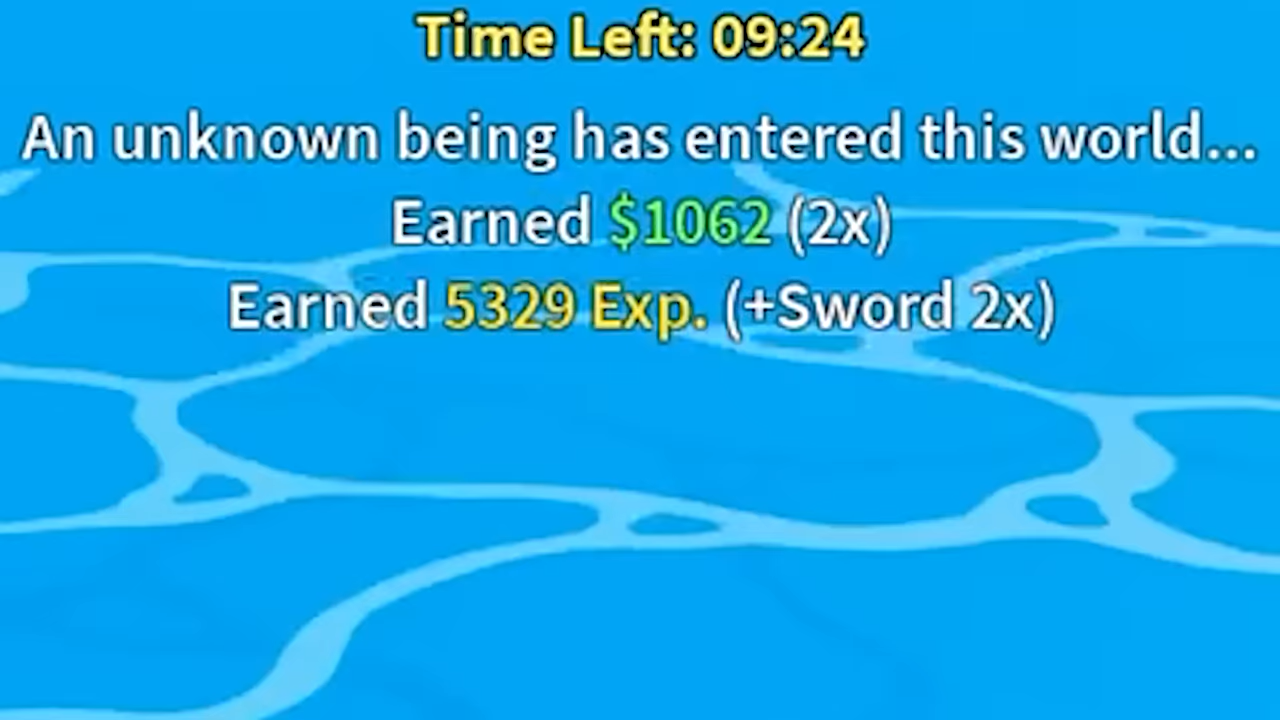 Time Left: 09:24
An unknown being has entered this world...
Earned $1062 (2x)
Earned 5329 Exp. (+Sword 2x)